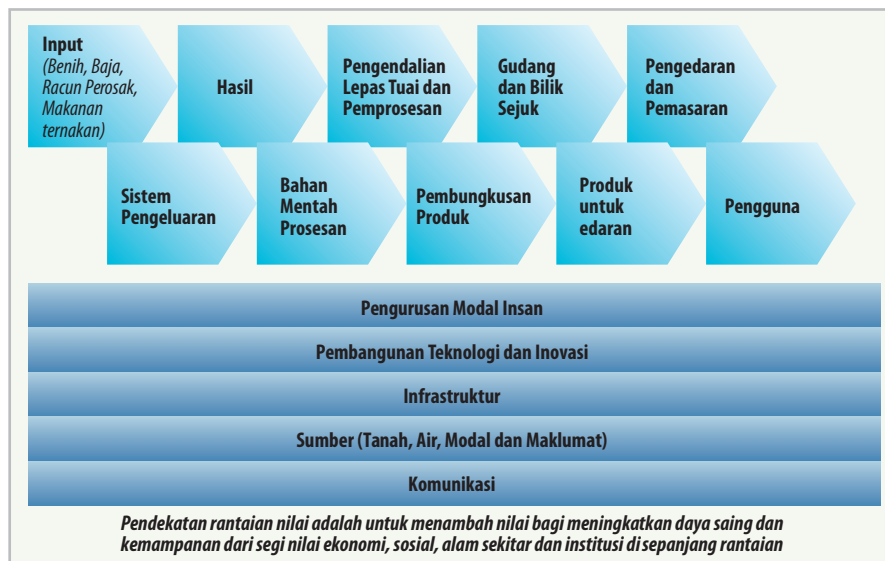 Input
(Benih, Baja,
Racun Perosak,
Makanan
ternakan)
Hasil
Pengendalian
Lepas Tuai dan
Pemprosesan
Gudang
dan Bilik
Sejuk
Pengedaran
dan
Pemasaran
Sistem
Pengeluaran
Bahan
Mentah
Prosesan
Pembungkusan
Produk
Produk
untuk
edaran
Pengguna
Pengurusan Modal Insan
Pembangunan Teknologi dan Inovasi
Infrastruktur
Sumber (Tanah, Air, Modal dan Maklumat)
Komunikasi
Pendekatan rantaian nilai adalah untuk menambah nilai bagi meningkatkan daya saing dan
kemampanan dari segi nilai ekonomi, sosial, alam sekitar dan institusi disepanjang rantaian